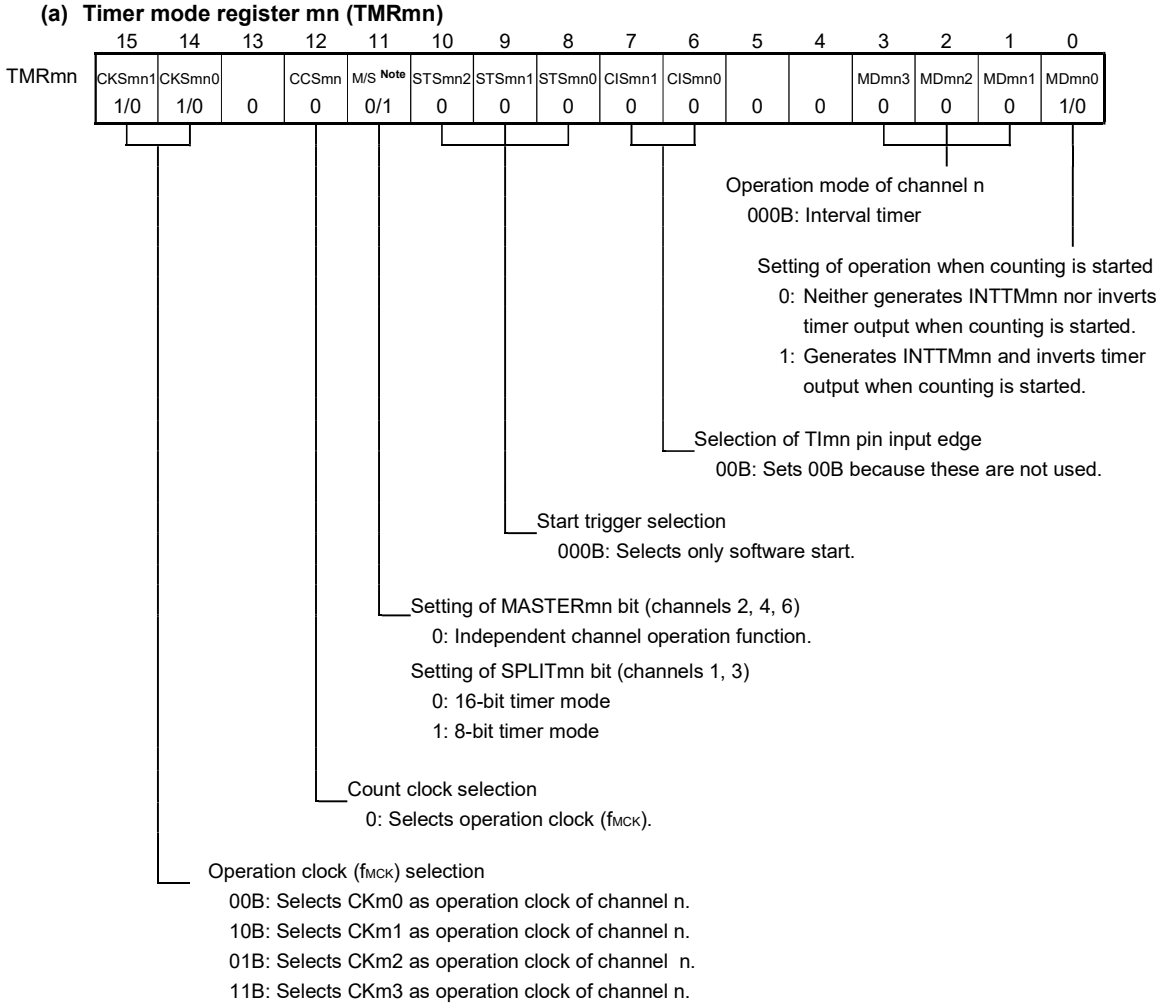 (a) Timer mode register mn (TMRmn)
15 14 13 12 11 10 9 8 7 6 5 4 3 2 1 0
TMRmn CKSmn1 CKSmn0 CCSmn M/S Note STSmn2 STSmn1 STSmn0 CISmn1 CISmn0 MDmn3 MDmn2 MDmn1 MDmn0
1/0 1/0 0 0 0/1 0 0 0 0 0 0 0 0 0 0 1/0
Operation mode of channel n
000B: Interval timer
Setting of operation when counting is started
0: Neither generates INTTMmn nor inverts
timer output when counting is started.
1: Generates INTTMmn and inverts timer
output when counting is started.
Selection of TImn pin input edge
00B: Sets 00B because these are not used.
Start trigger selection
000B: Selects only software start.
Setting of MASTERmn bit (channels 2, 4, 6)
0: Independent channel operation function.
Setting of SPLITmn bit (channels 1, 3)
0: 16-bit timer mode
1: 8-bit timer mode
Count clock selection
0: Selects operation clock (fMCK).
Operation clock (fMCK) selection
00B: Selects CKm0 as operation clock of channel n.
10B: Selects CKm1 as operation clock of channel n.
01B: Selects CKm2 as operation clock of channel n.
11B: Selects CKm3 as operation clock of channel n.